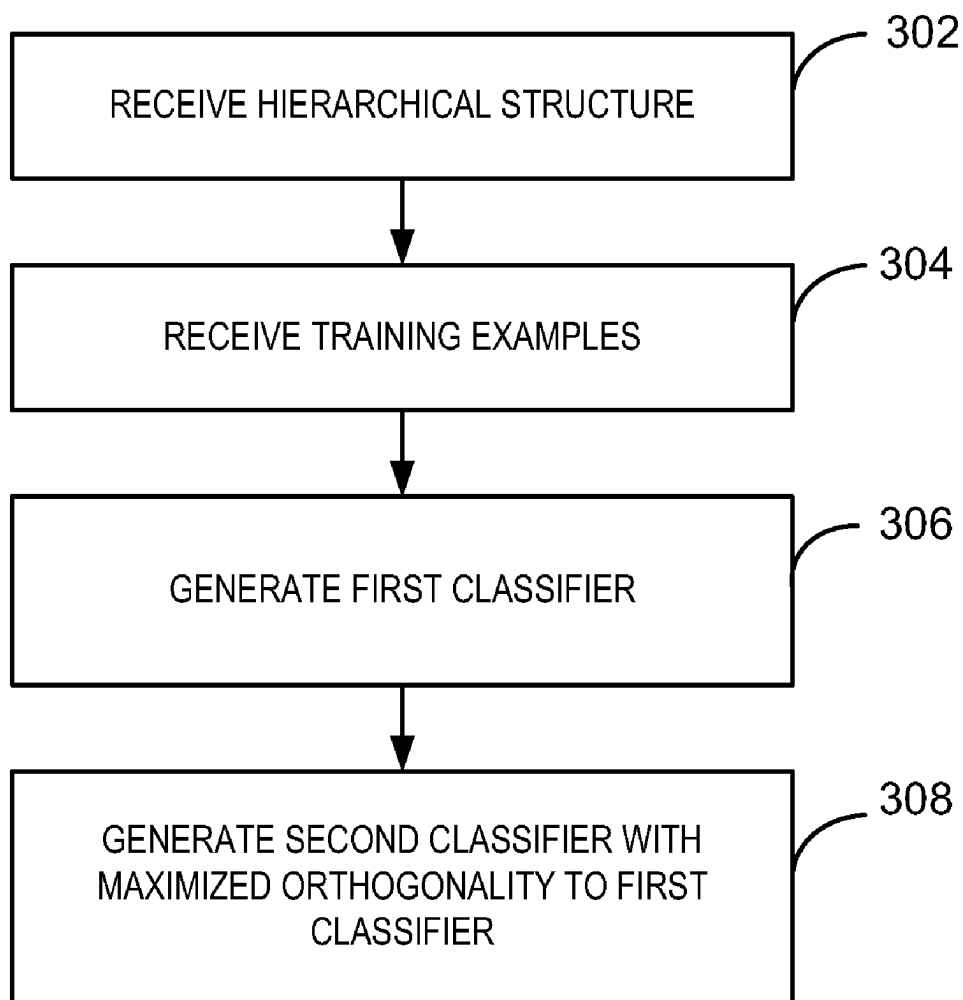 302
RECEIVE HIERARCHICAL STRUCTURE
304
RECEIVE TRAINING EXAMPLES
306
GENERATE FIRST CLASSIFIER
308
GENERATE SECOND CLASSIFIER WITH
MAXIMIZED ORTHOGONALITY TO FIRST
CLASSIFIER